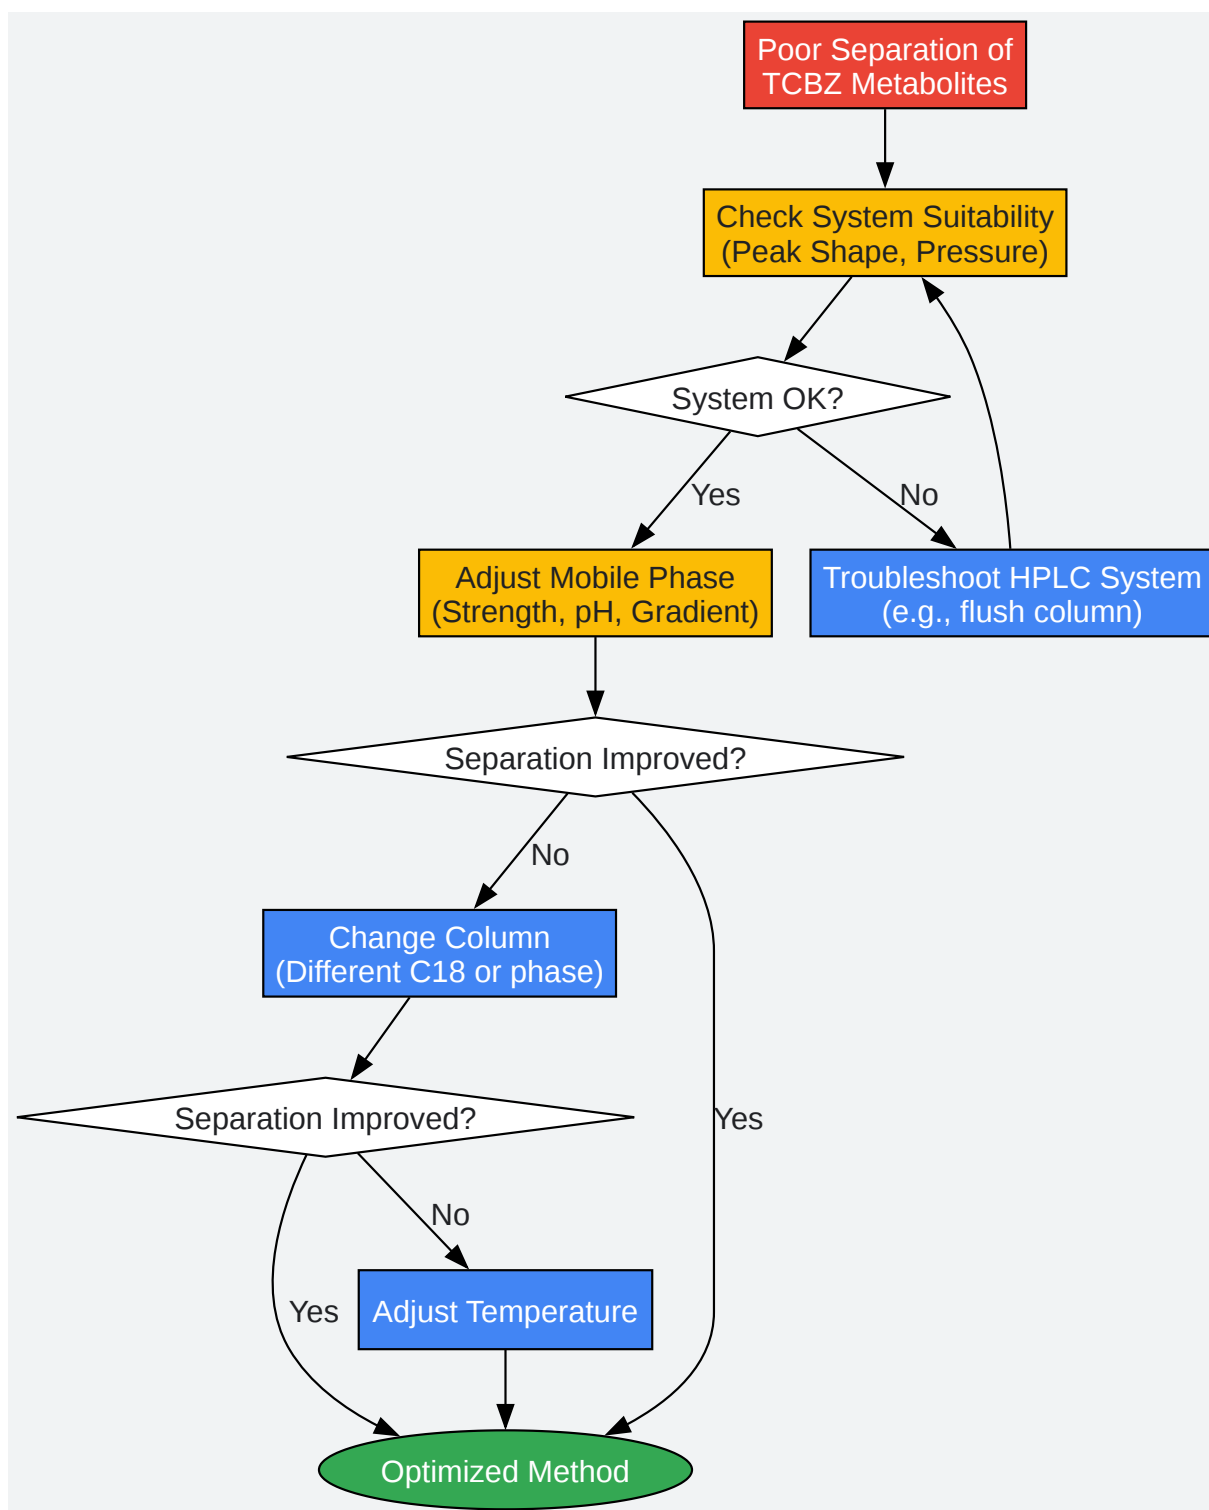 Poor Separation of
TCBZ Metabolites
Check System Suitability
(Peak Shape, Pressure)
System OK?
Yes
No
Adjust Mobile Phase
(Strength, pH, Gradient)
Troubleshoot HPLC System
(e.g., flush column)
Separation Improved?
No
Change Column
(Different C18 or phase)
Separation Improved?
Yes
No
Yes
Adjust Temperature
Optimized Method